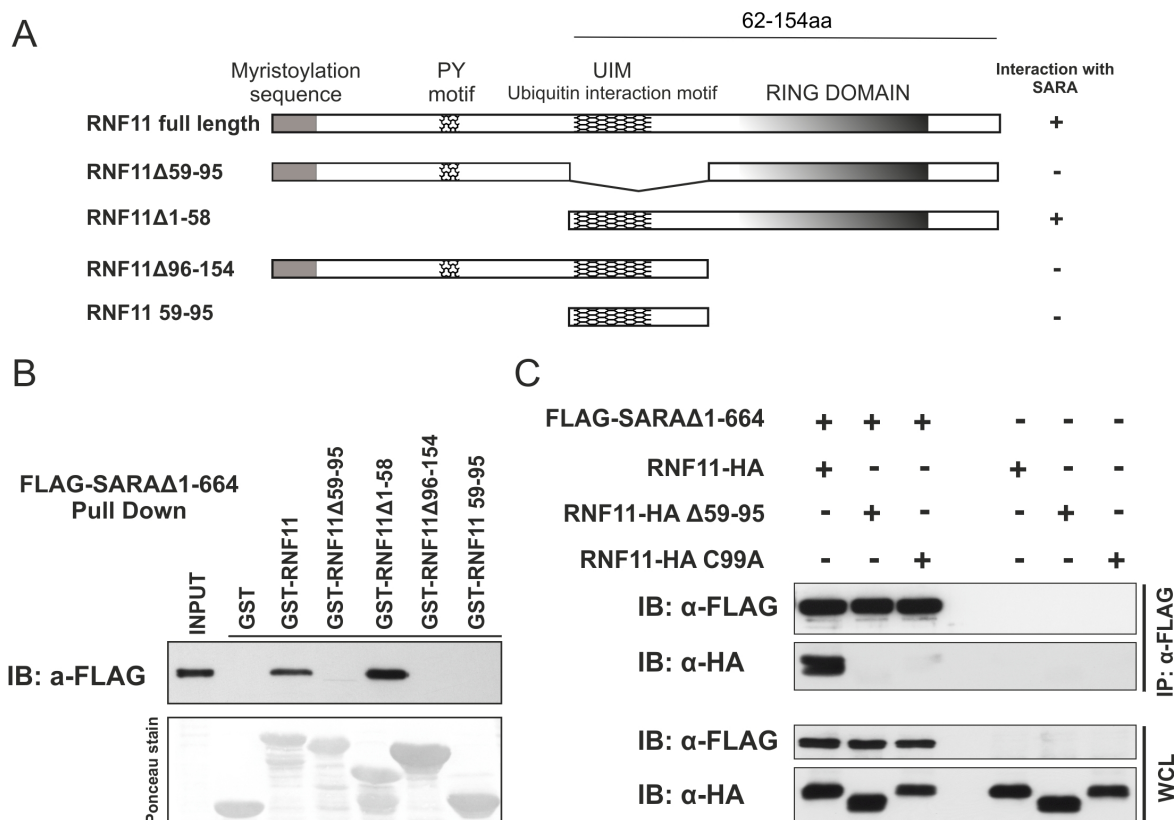 A
62-154aa
Myristoylation
sequence
PY
motif
UIM
Ubiquitin interaction motif
RING DOMAIN
Interaction with
SARA
RNF11 full length +
RNF11Δ59-95 -
RNF11Δ1-58 +
RNF11Δ96-154 -
RNF11 59-95 -
B
FLAG-SARAΔ1-664
Pull Down
INPUT
GST
GST-RNF11
GST-RNF11Δ59-95
GST-RNF11Δ1-58
GST-RNF11Δ96-154
GST-RNF11 59-95
IB: a-FLAG
Ponceau stain
C
FLAG-SARAΔ1-664 + + + - - -
RNF11-HA + - - + - -
RNF11-HA Δ59-95 - + - - + -
RNF11-HA C99A - - + - - +
IB: α-FLAG
IB: α-HA
IP: α-FLAG
IB: α-FLAG
IB: α-HA
WCL